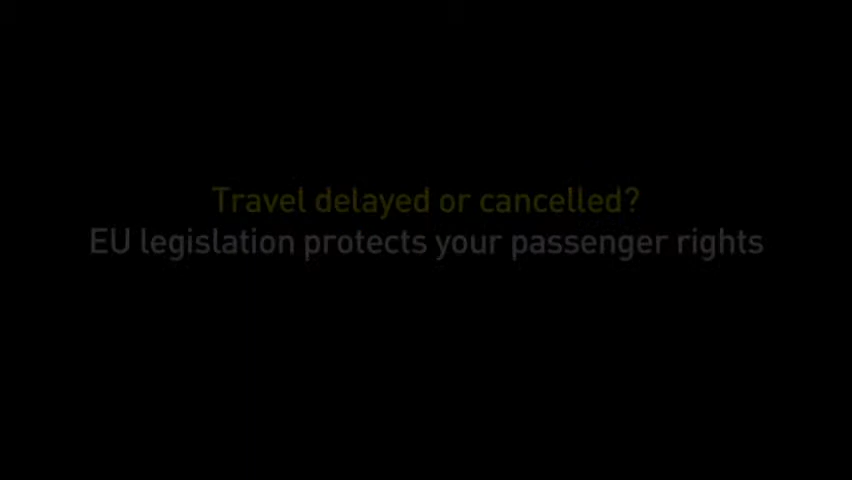 Travel delayed or cancelled?
EU legislation protects your passenger rights